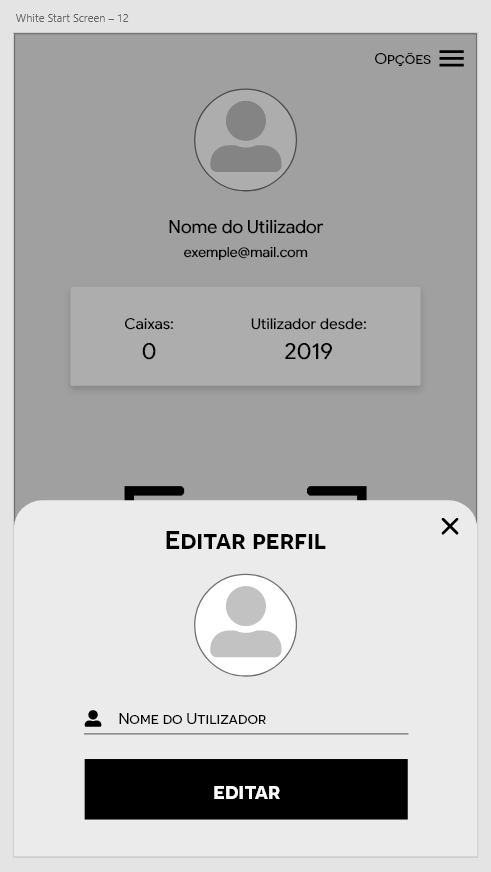 White Start Screen – 12
Opções
Nome do Utilizador
exemple@mail.com
Caixas: Utilizador desde:
0 2019
Editar perfil
Nome do Utilizador
EDITAR